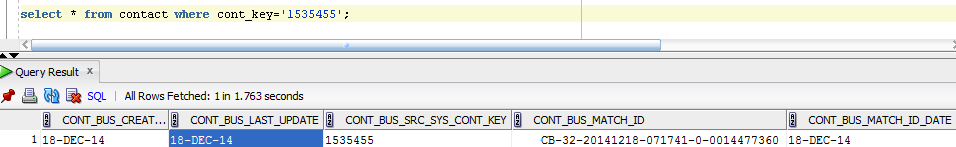 select * from contact where cont_key='1535455';
Query Result x
SQL | All Rows Fetched: 1 in 1.763 seconds
CONT_BUS_CREAT... CONT_BUS_LAST_UPDATE CONT_BUS_SRC_SYS_CONT_KEY CONT_BUS_MATCH_ID CONT_BUS_MATCH_ID_DATE
1 18-DEC-14 18-DEC-14 1535455 CB-32-20141218-071741-0-0014477360 18-DEC-14